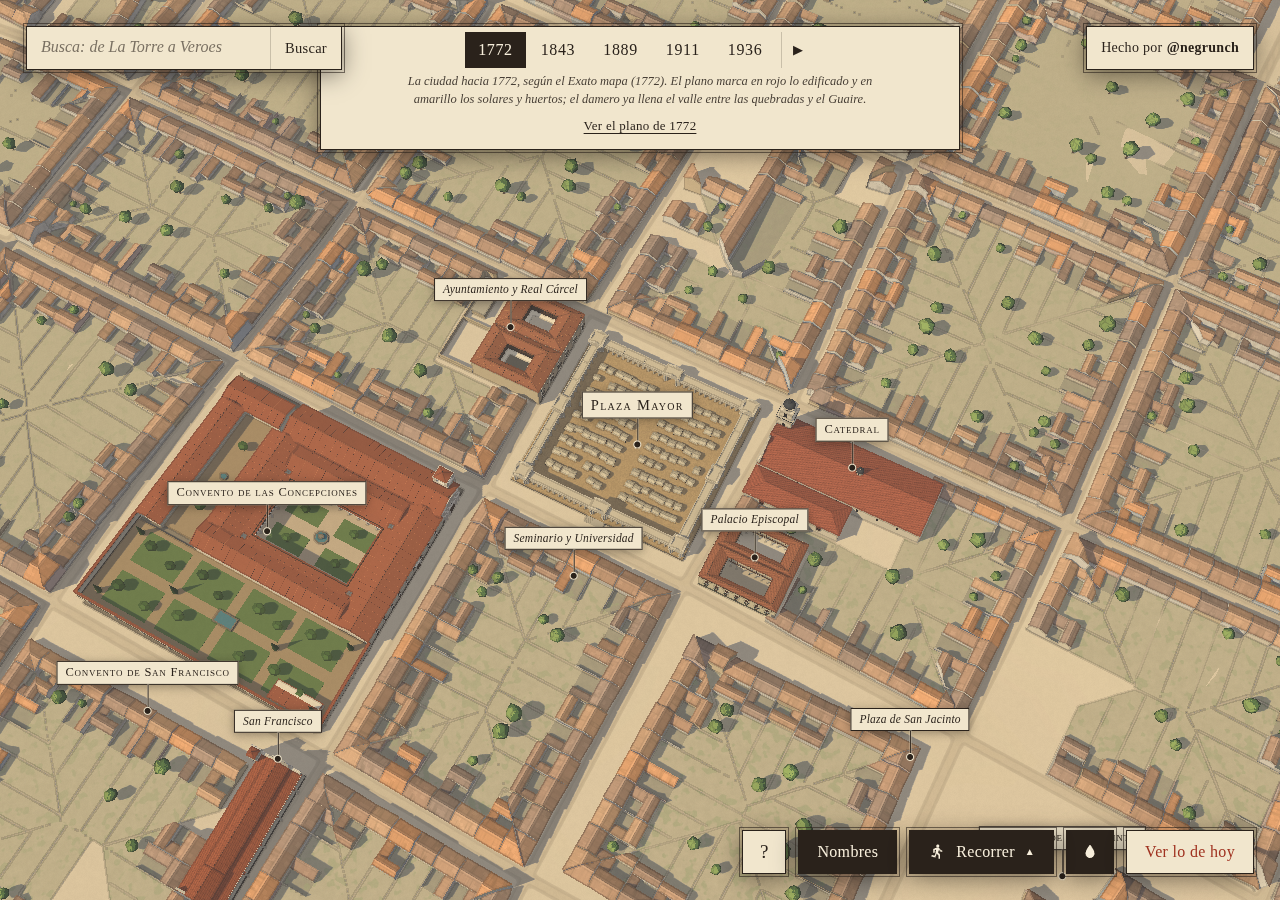 Busca: de La Torre a Veroes
Buscar
1772 1843 1889 1911 1936
La ciudad hacia 1772, según el Exato mapa (1772). El plano marca en rojo lo edificado y en
amarillo los solares y huertos; el damero ya llena el valle entre las quebradas y el Guaire.
Ver el plano de 1772
Hecho por @negrunch
Ayuntamiento y Real Cárcel
Plaza Mayor
Catedral
Convento de las Concepciones
Palacio Episcopal
Seminario y Universidad
Convento de San Francisco
San Francisco
Plaza de San Jacinto
?
Nombres
Recorrer
Ver lo de hoy